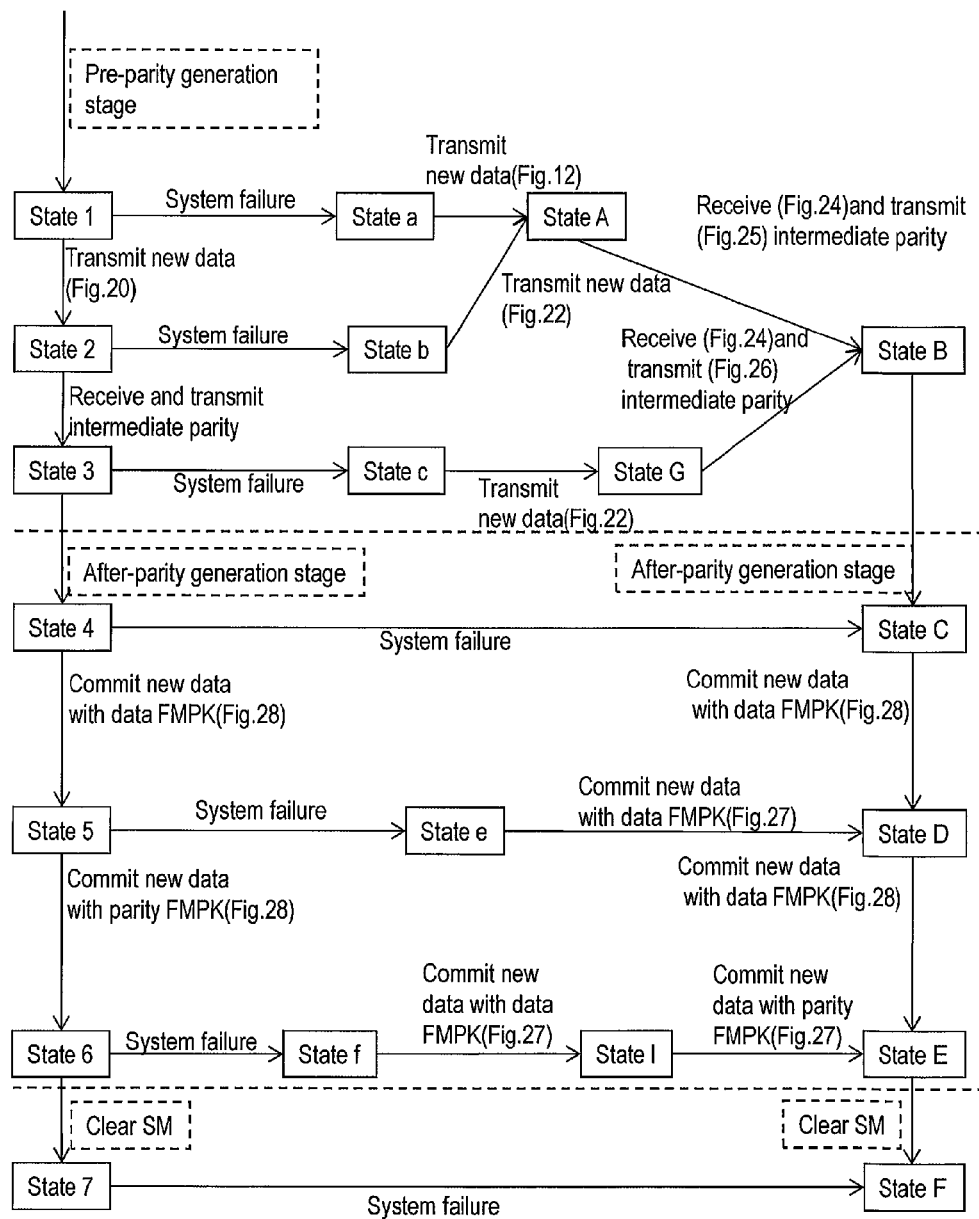 Pre-parity generation
stage
Transmit
new data(Fig.12)
State 1
System failure
State a
State A
Receive (Fig.24)and transmit
(Fig.25) intermediate parity
Transmit new data
(Fig.20)
Transmit new data
(Fig.22)
State 2
System failure
State b
Receive (Fig.24)and
transmit (Fig.26)
intermediate parity
State B
Receive and transmit
intermediate parity
State 3
System failure
State c
Transmit
new data(Fig.22)
State G
After-parity generation stage
After-parity generation stage
State 4
System failure
State C
Commit new data
with data FMPK(Fig.28)
Commit new data
with data FMPK(Fig.28)
State 5
System failure
State e
Commit new data
with data FMPK(Fig.27)
State D
Commit new data
with parity FMPK(Fig.28)
Commit new data
with data FMPK(Fig.28)
State 6
System failure
State f
Commit new
data with data
FMPK(Fig.27)
State I
Commit new
data with parity
FMPK(Fig.27)
State E
Clear SM
Clear SM
State 7
System failure
State F